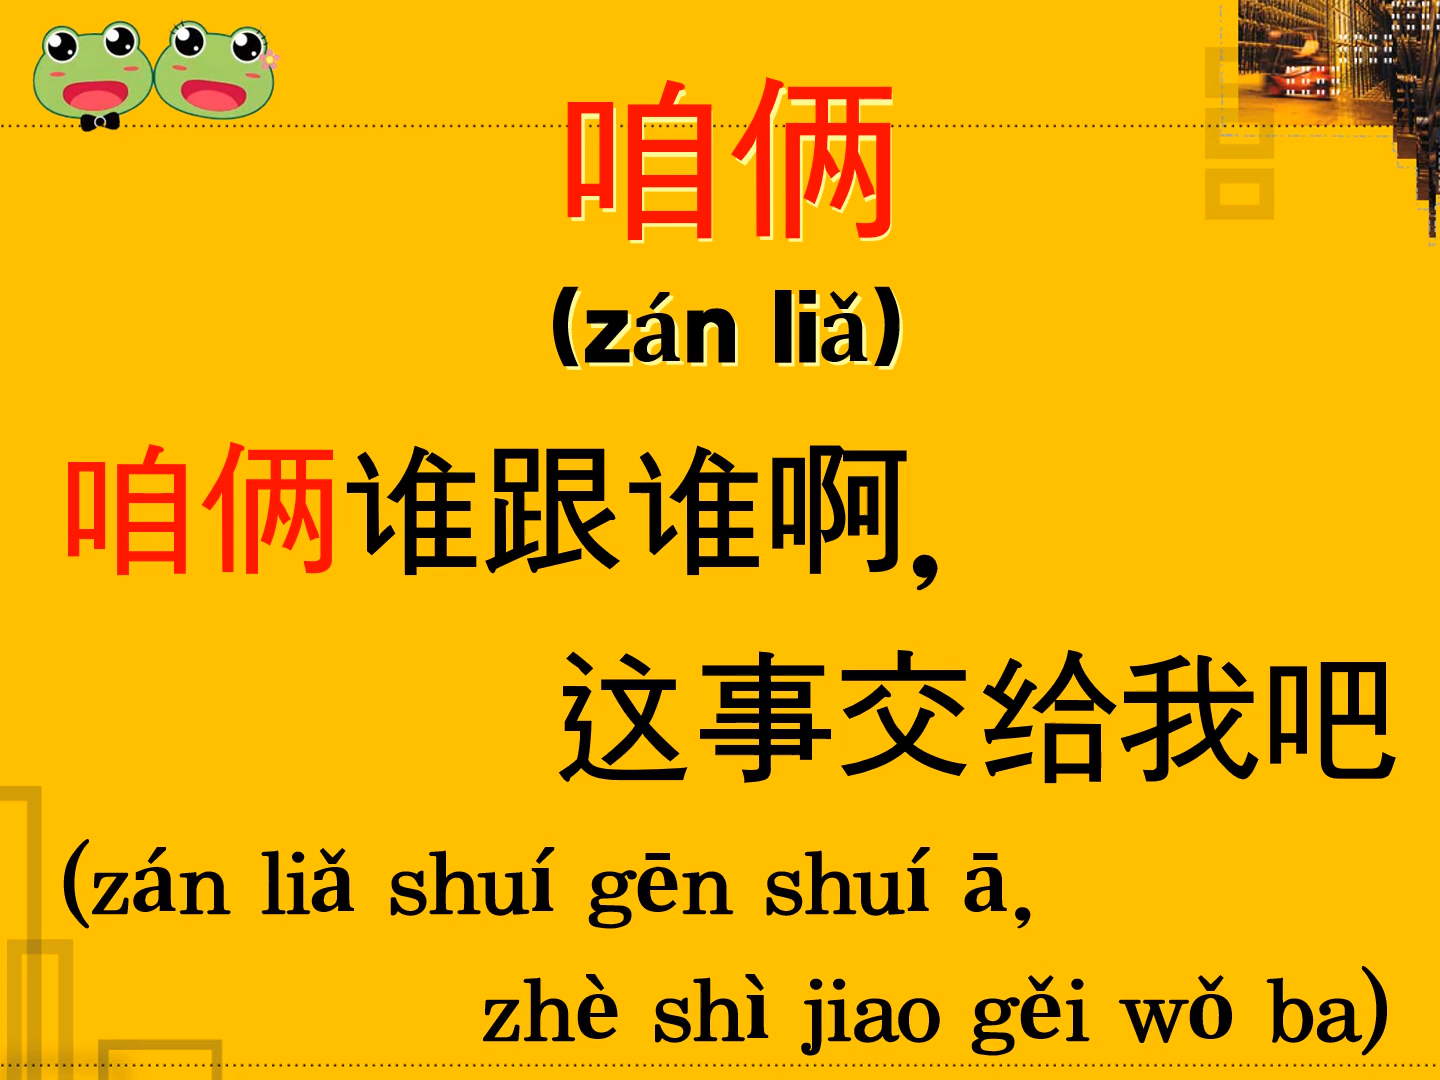 咱俩
(zán liǎ)
咱俩谁跟谁啊,
这事交给我吧
(zán liǎ shuí gēn shuí ā,
zhè shì jiao gěi wǒ ba)